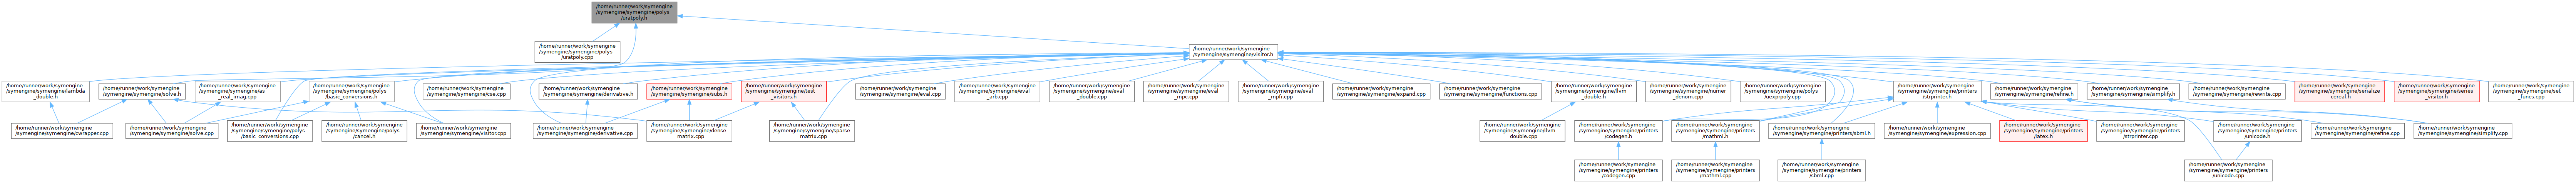 /home/runner/work/symengine
/symengine/symengine/polys
/uratpoly.h
/home/runner/work/symengine
/symengine/symengine/polys
/uratpoly.cpp
/home/runner/work/symengine
/symengine/symengine/visitor.h
/home/runner/work/symengine
/symengine/symengine/lambda
_double.h
/home/runner/work/symengine
/symengine/symengine/solve.h
/home/runner/work/symengine
/symengine/symengine/as
_real_imag.cpp
/home/runner/work/symengine
/symengine/symengine/polys
/basic_conversions.h
/home/runner/work/symengine
/symengine/symengine/cse.cpp
/home/runner/work/symengine
/symengine/symengine/derivative.h
/home/runner/work/symengine
/symengine/symengine/subs.h
/home/runner/work/symengine
/symengine/symengine/test
_visitors.h
/home/runner/work/symengine
/symengine/symengine/eval.cpp
/home/runner/work/symengine
/symengine/symengine/eval
_arb.cpp
/home/runner/work/symengine
/symengine/symengine/eval
_double.cpp
/home/runner/work/symengine
/symengine/symengine/eval
_mpc.cpp
/home/runner/work/symengine
/symengine/symengine/eval
_mpfr.cpp
/home/runner/work/symengine
/symengine/symengine/expand.cpp
/home/runner/work/symengine
/symengine/symengine/functions.cpp
/home/runner/work/symengine
/symengine/symengine/llvm
_double.h
/home/runner/work/symengine
/symengine/symengine/numer
_denom.cpp
/home/runner/work/symengine
/symengine/symengine/polys
/uexprpoly.cpp
/home/runner/work/symengine
/symengine/symengine/printers
/strprinter.h
/home/runner/work/symengine
/symengine/symengine/refine.h
/home/runner/work/symengine
/symengine/symengine/simplify.h
/home/runner/work/symengine
/symengine/symengine/rewrite.cpp
/home/runner/work/symengine
/symengine/symengine/serialize
-cereal.h
/home/runner/work/symengine
/symengine/symengine/series
_visitor.h
/home/runner/work/symengine
/symengine/symengine/set
_funcs.cpp
/home/runner/work/symengine
/symengine/symengine/cwrapper.cpp
/home/runner/work/symengine
/symengine/symengine/solve.cpp
/home/runner/work/symengine
/symengine/symengine/polys
/basic_conversions.cpp
/home/runner/work/symengine
/symengine/symengine/polys
/cancel.h
/home/runner/work/symengine
/symengine/symengine/visitor.cpp
/home/runner/work/symengine
/symengine/symengine/derivative.cpp
/home/runner/work/symengine
/symengine/symengine/dense
_matrix.cpp
/home/runner/work/symengine
/symengine/symengine/sparse
_matrix.cpp
/home/runner/work/symengine
/symengine/symengine/llvm
_double.cpp
/home/runner/work/symengine
/symengine/symengine/printers
/codegen.h
/home/runner/work/symengine
/symengine/symengine/printers
/mathml.h
/home/runner/work/symengine
/symengine/symengine/printers/sbml.h
/home/runner/work/symengine
/symengine/symengine/expression.cpp
/home/runner/work/symengine
/symengine/symengine/printers
/latex.h
/home/runner/work/symengine
/symengine/symengine/printers
/strprinter.cpp
/home/runner/work/symengine
/symengine/symengine/printers
/unicode.h
/home/runner/work/symengine
/symengine/symengine/refine.cpp
/home/runner/work/symengine
/symengine/symengine/simplify.cpp
/home/runner/work/symengine
/symengine/symengine/printers
/codegen.cpp
/home/runner/work/symengine
/symengine/symengine/printers
/mathml.cpp
/home/runner/work/symengine
/symengine/symengine/printers
/sbml.cpp
/home/runner/work/symengine
/symengine/symengine/printers
/unicode.cpp